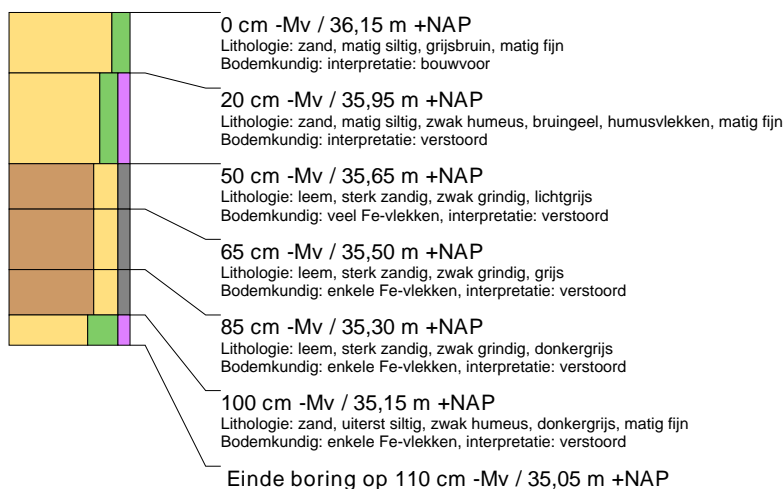 0 cm -Mv / 36,15 m +NAP
Lithologie: zand, matig siltig, grijsbruin, matig fijn
Bodemkundig: interpretatie: bouwvoor
20 cm -Mv / 35,95 m +NAP
Lithologie: zand, matig siltig, zwak humeus, bruingeel, humusvlekken, matig fijn
Bodemkundig: interpretatie: verstoord
50 cm -Mv / 35,65 m +NAP
Lithologie: leem, sterk zandig, zwak grindig, lichtgrijs
Bodemkundig: veel Fe-vlekken, interpretatie: verstoord
65 cm -Mv / 35,50 m +NAP
Lithologie: leem, sterk zandig, zwak grindig, grijs
Bodemkundig: enkele Fe-vlekken, interpretatie: verstoord
85 cm -Mv / 35,30 m +NAP
Lithologie: leem, sterk zandig, zwak grindig, donkergrijs
Bodemkundig: enkele Fe-vlekken, interpretatie: verstoord
100 cm -Mv / 35,15 m +NAP
Lithologie: zand, uiterst siltig, zwak humeus, donkergrijs, matig fijn
Bodemkundig: enkele Fe-vlekken, interpretatie: verstoord
Einde boring op 110 cm -Mv / 35,05 m +NAP